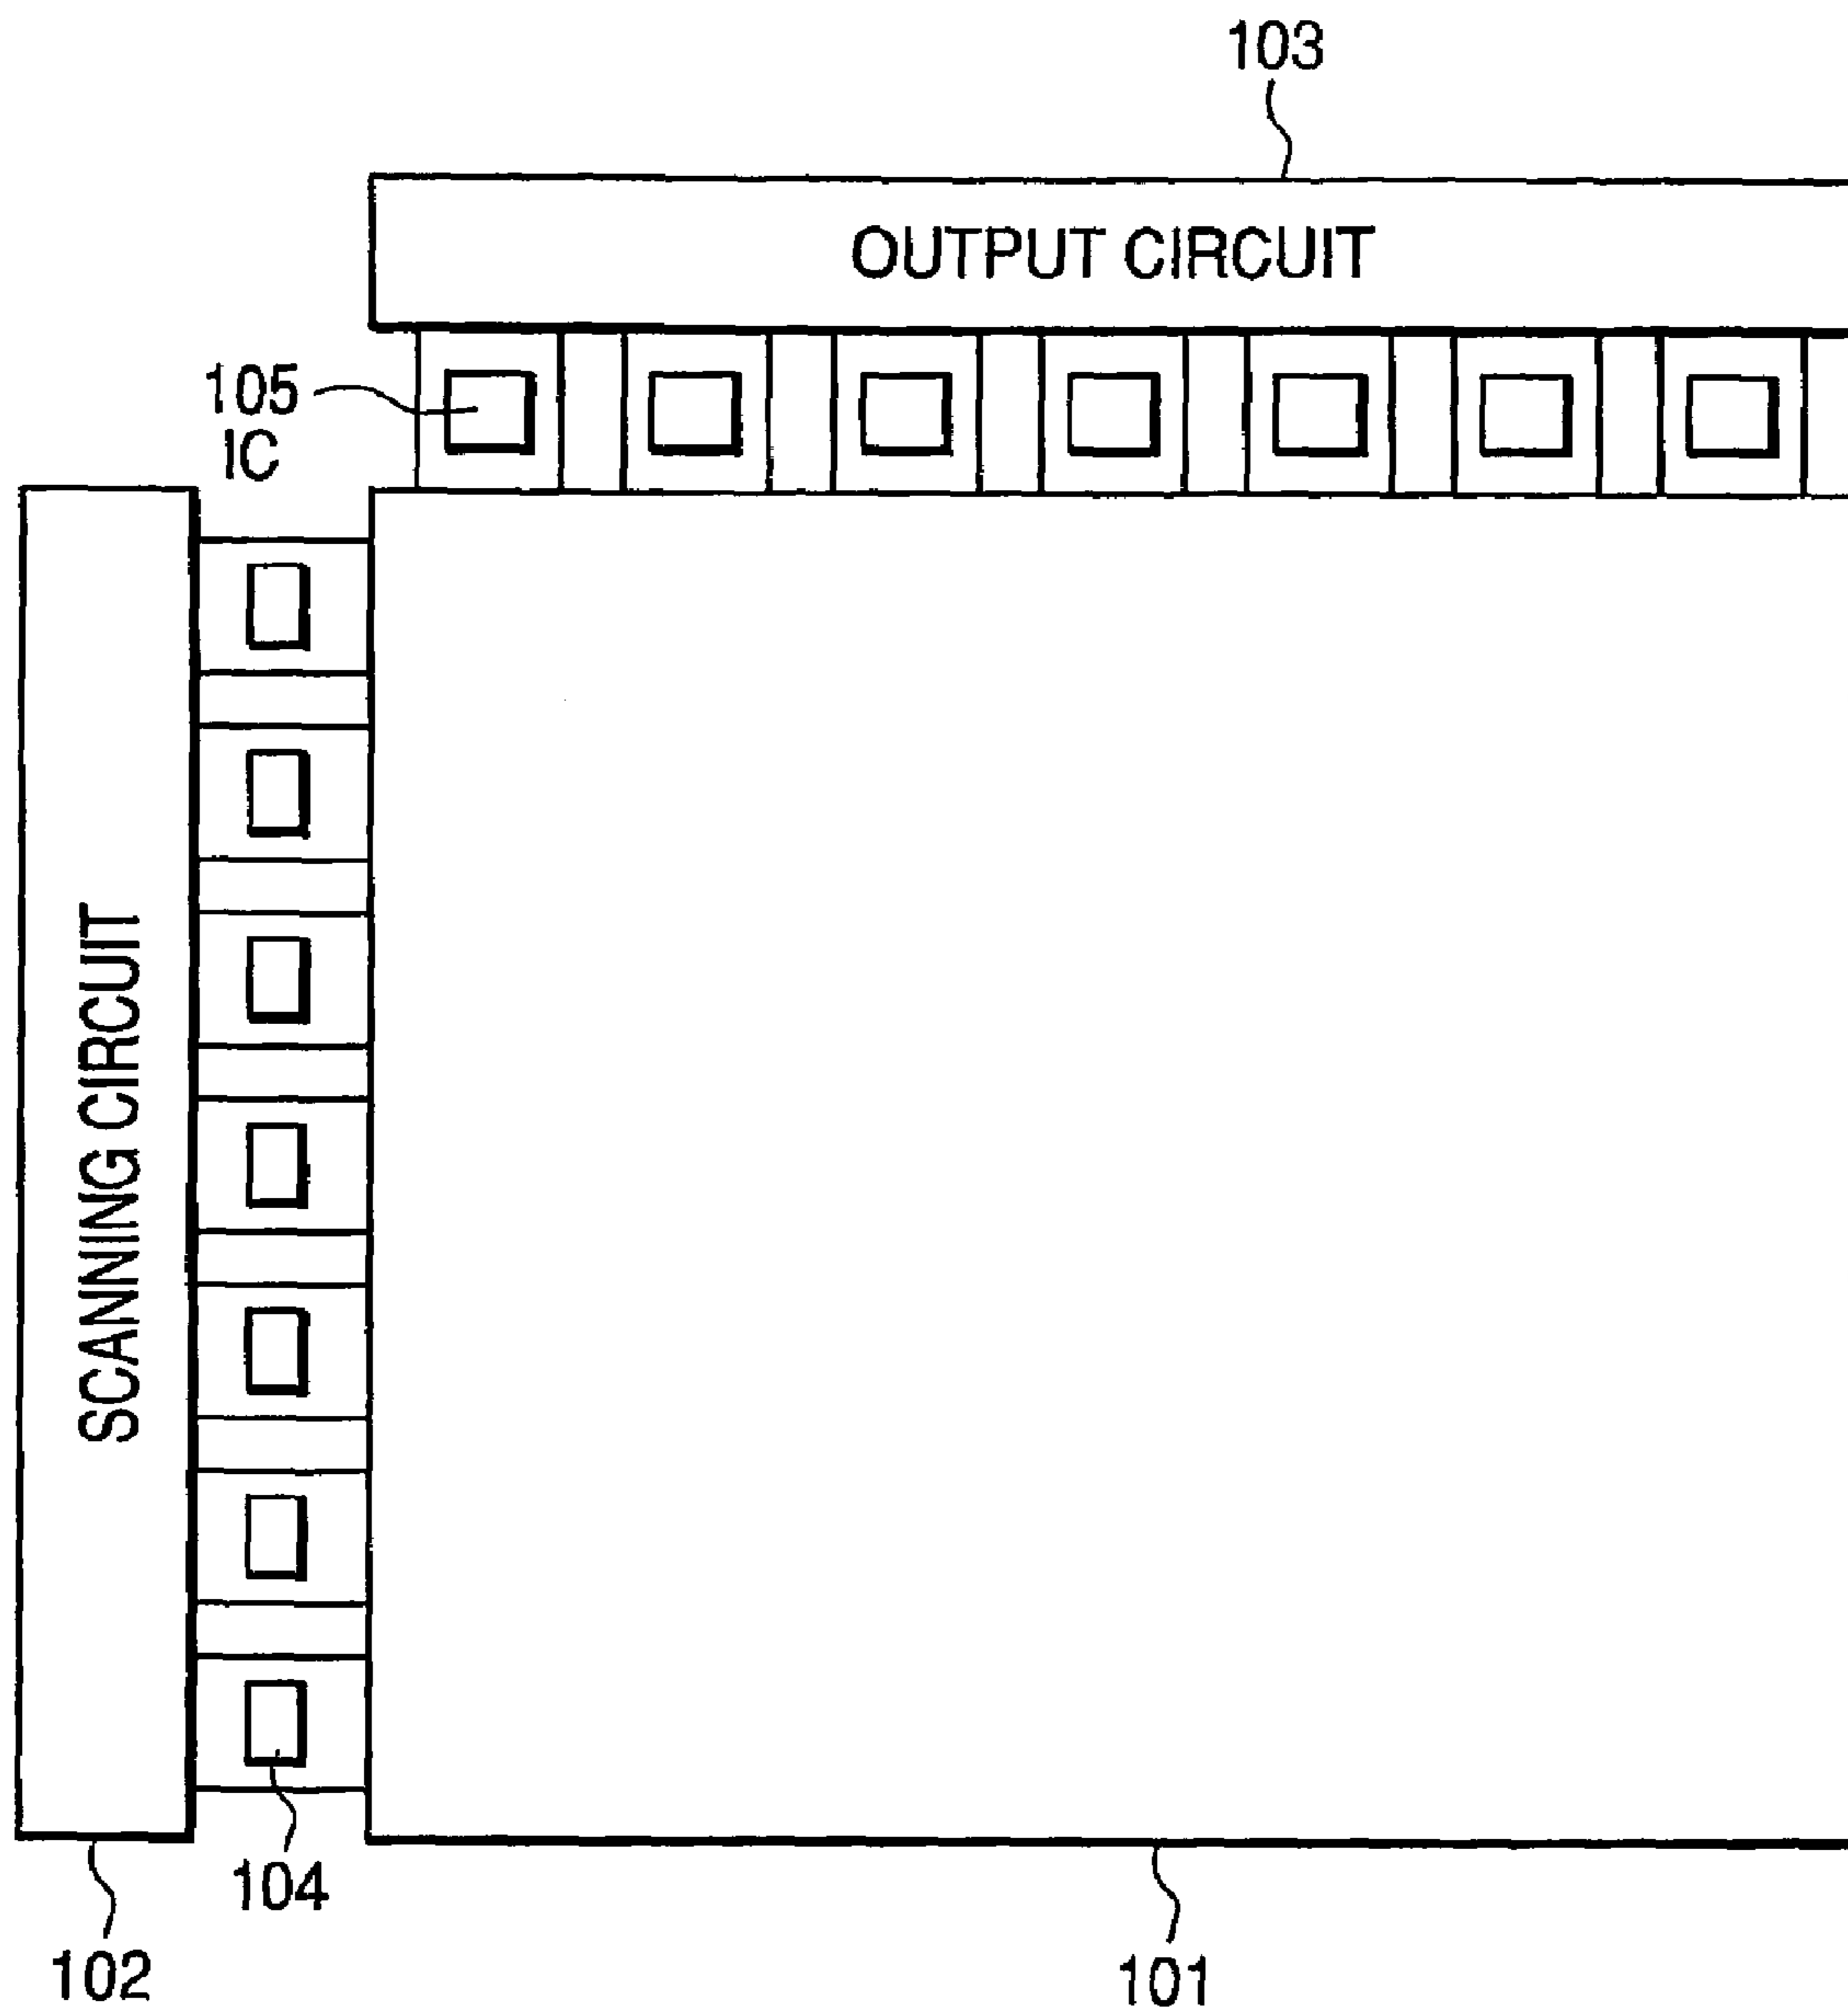 103
OUTPUT CIRCUIT
105
IC
SCANNING CIRCUIT
104
102
101